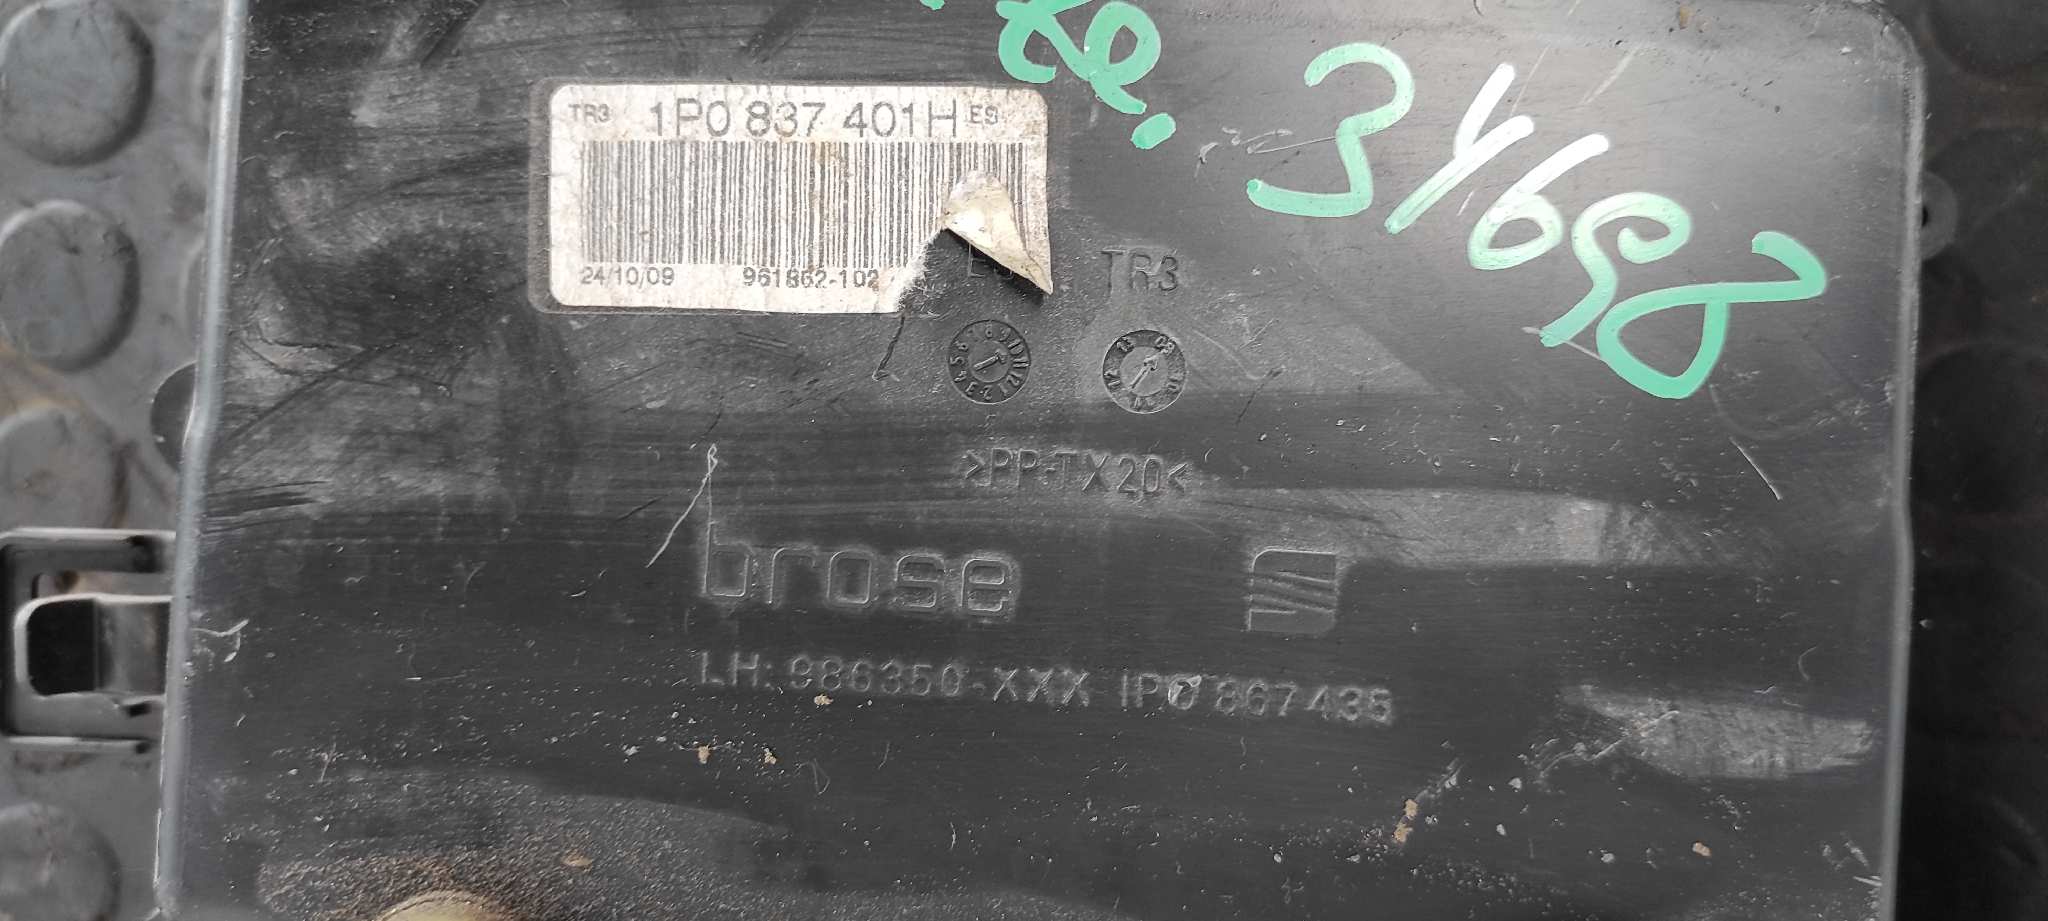 TR3 1P0 837 401H ES
24/10/09 961862-102
34698
TR3
>PP-TX20<
brose
LH: 986350-XXX 1P0 867435